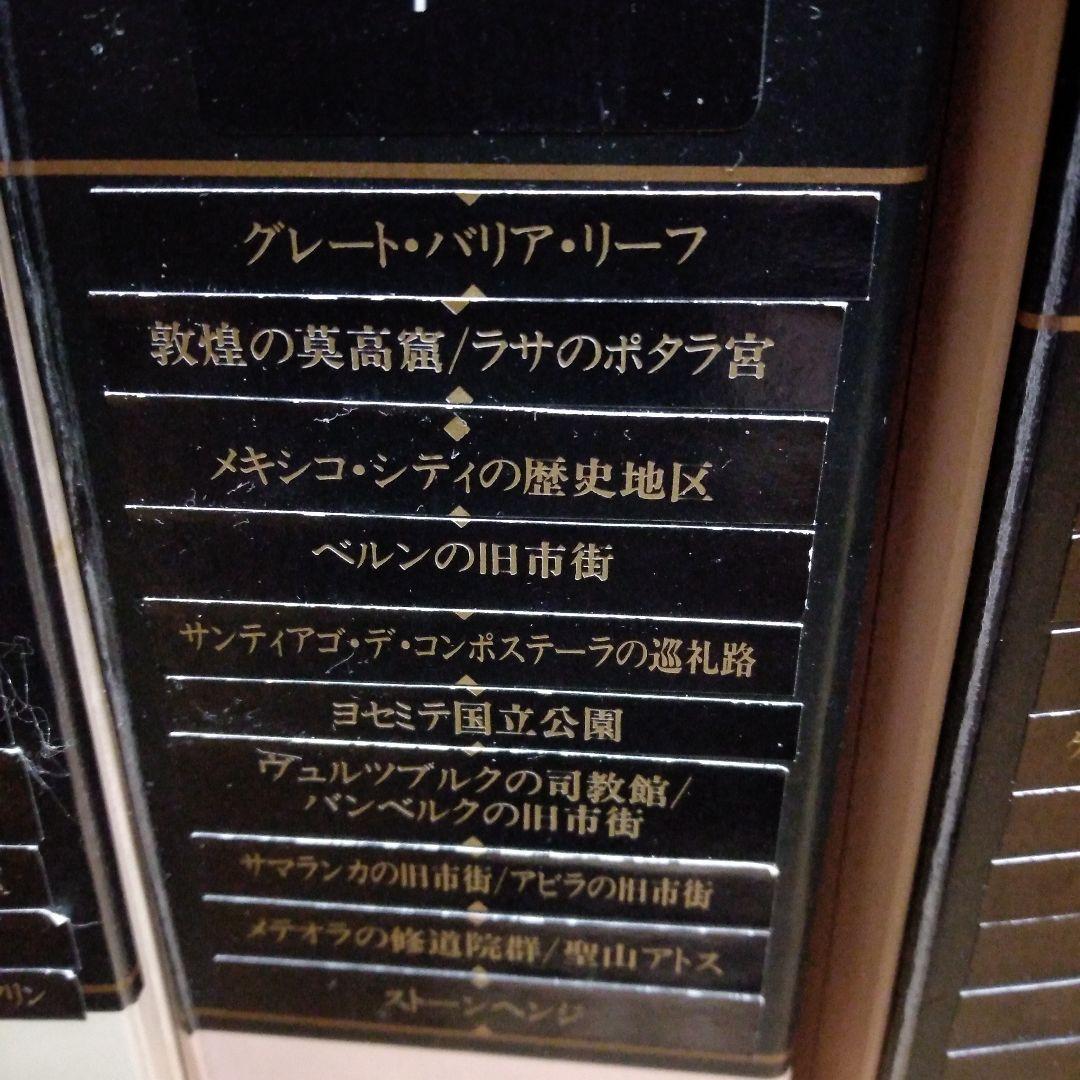 グレート・バリア・リーフ
敦煌の莫高窟/ラサのポタラ宮
メキシコ・シティの歴史地区
ベルンの旧市街
サンティアゴ・デ・コンポステーラの巡礼路
ヨセミテ国立公園
ヴュルツブルクの司教館/
バンベルクの旧市街
サマランカの旧市街/アビラの旧市街
メテオラの修道院群/聖山アトス
ストーンヘンジ
リン